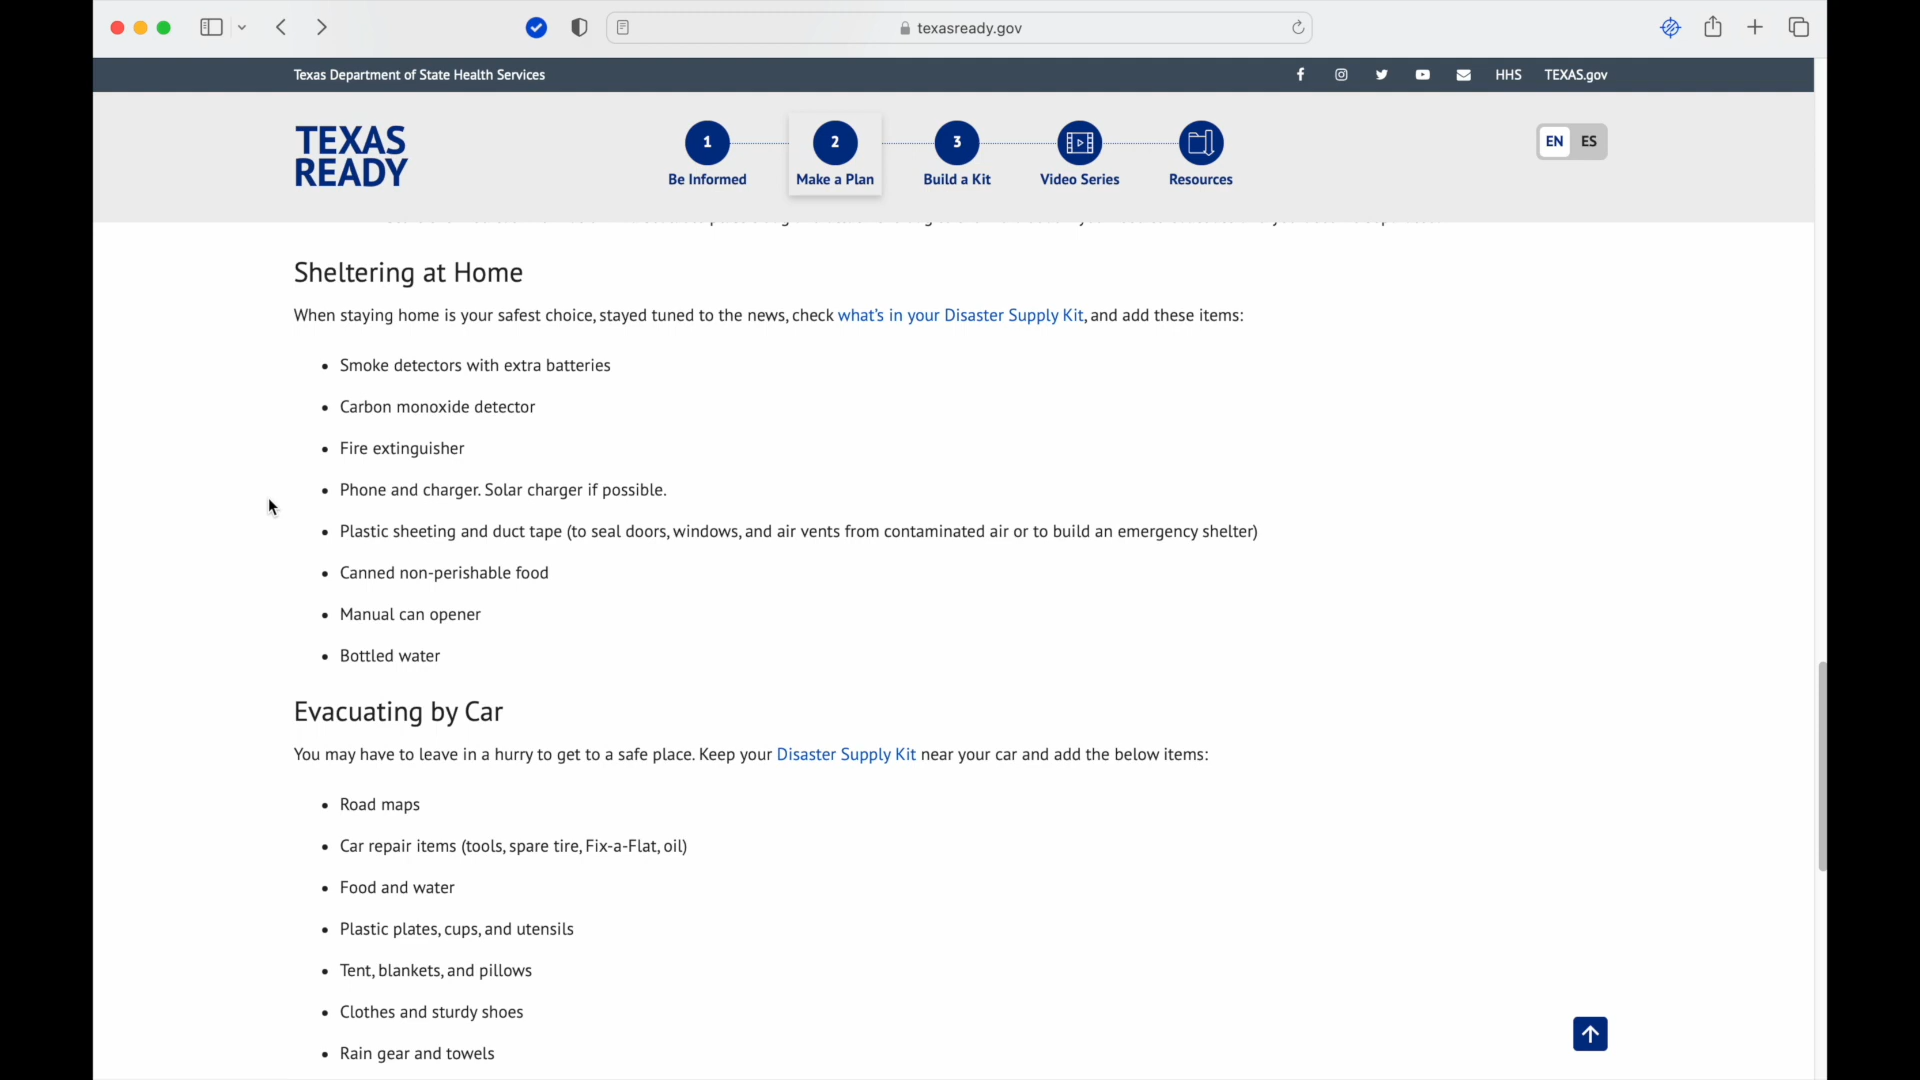 texasready.gov
Texas Department of State Health Services
HHS
TEXAS.gov
TEXAS
READY
1
Be Informed
2
Make a Plan
3
Build a Kit
Video Series
Resources
EN
ES
Sheltering at Home
When staying home is your safest choice, stayed tuned to the news, check what's in your Disaster Supply Kit, and add these items:
Smoke detectors with extra batteries
Carbon monoxide detector
Fire extinguisher
Phone and charger. Solar charger if possible.
Plastic sheeting and duct tape (to seal doors, windows, and air vents from contaminated air or to build an emergency shelter)
Canned non-perishable food
Manual can opener
Bottled water
Evacuating by Car
You may have to leave in a hurry to get to a safe place. Keep your Disaster Supply Kit near your car and add the below items:
Road maps
Car repair items (tools, spare tire, Fix-a-Flat, oil)
Food and water
Plastic plates, cups, and utensils
Tent, blankets, and pillows
Clothes and sturdy shoes
Rain gear and towels